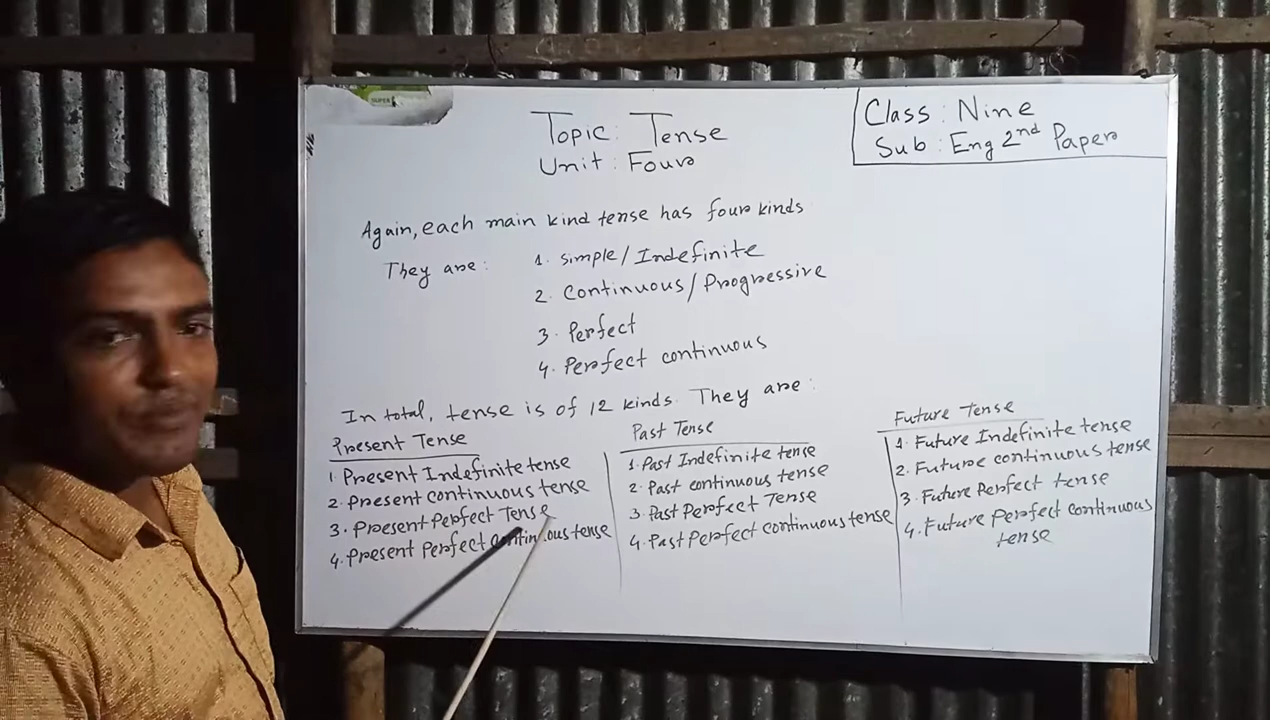 SUPER
Topic: Tense
Unit: Four
Class: Nine
Sub: Eng 2nd Paper
Again, each main kind tense has four kinds
They are:
1. Simple/Indefinite
2. Continuous/Progressive
3. Perfect
4. Perfect continuous
In total, tense is of 12 kinds. They are:
Present Tense
1. Present Indefinite tense
2. Present continuous tense
3. Present Perfect Tense
4. Present Perfect continuous tense
Past Tense
1. Past Indefinite tense
2. Past continuous tense
3. Past Perfect Tense
4. Past Perfect continuous tense
Future Tense
1. Future Indefinite tense
2. Future continuous tense
3. Future Perfect tense
4. Future Perfect continuous
tense